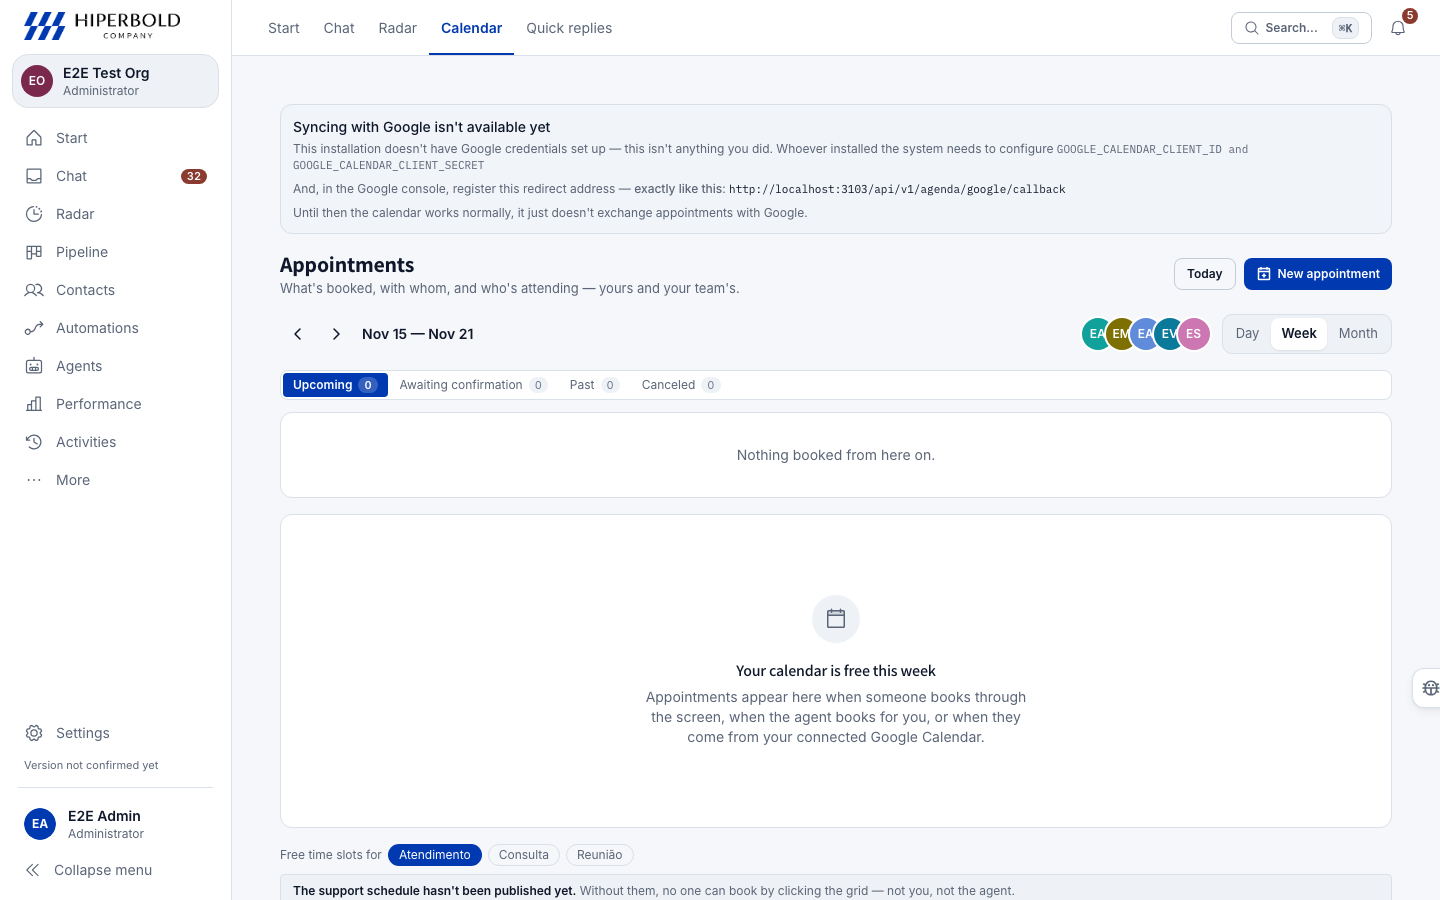 HIPERBOLD
COMPANY
EO
E2E Test Org
Administrator
Start
Chat
32
Radar
Pipeline
Contacts
Automations
Agents
Performance
Activities
More
Settings
Version not confirmed yet
EA
E2E Admin
Administrator
Collapse menu
Start
Chat
Radar
Calendar
Quick replies
Search...
⌘K
5
Syncing with Google isn't available yet
This installation doesn't have Google credentials set up — this isn't anything you did. Whoever installed the system needs to configure GOOGLE_CALENDAR_CLIENT_ID and
GOOGLE_CALENDAR_CLIENT_SECRET
And, in the Google console, register this redirect address — exactly like this: http://localhost:3103/api/v1/agenda/google/callback
Until then the calendar works normally, it just doesn't exchange appointments with Google.
Appointments
What's booked, with whom, and who's attending — yours and your team's.
Today
New appointment
Nov 15 — Nov 21
EA
EM
EA
EV
ES
Day
Week
Month
Upcoming 0
Awaiting confirmation 0
Past 0
Canceled 0
Nothing booked from here on.
Your calendar is free this week
Appointments appear here when someone books through
the screen, when the agent books for you, or when they
come from your connected Google Calendar.
Free time slots for
Atendimento
Consulta
Reunião
The support schedule hasn't been published yet. Without them, no one can book by clicking the grid — not you, not the agent.